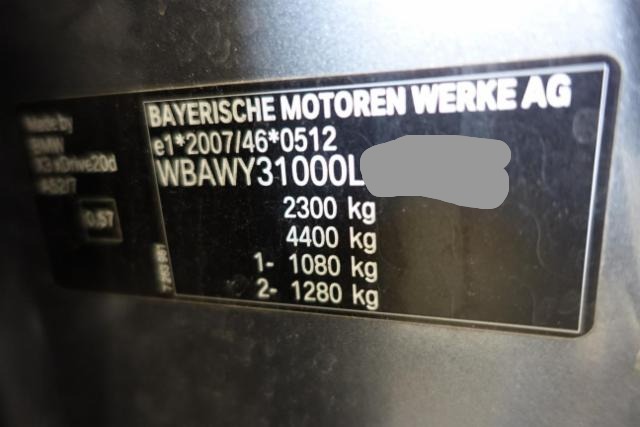 Made by
BMW
X3 xDrive20d
0.57
BAYERISCHE MOTOREN WERKE AG
e1*2007/46*0512
WBAWY31000L
2300 kg
4400 kg
1- 1080 kg
2- 1280 kg